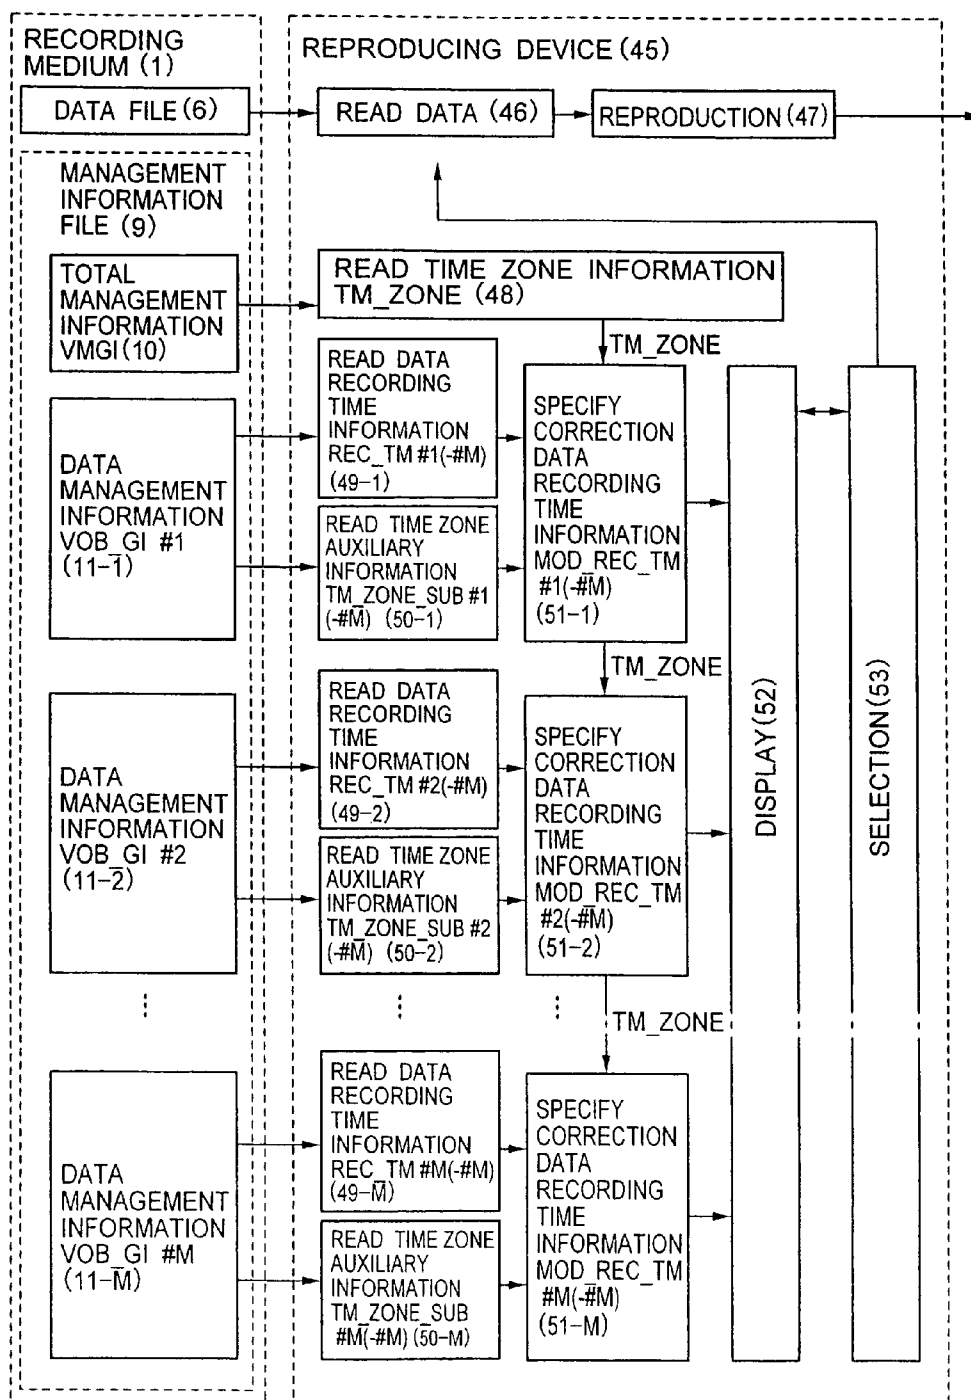 RECORDING
MEDIUM (1)
DATA FILE (6)
MANAGEMENT
INFORMATION
FILE (9)
TOTAL
MANAGEMENT
INFORMATION
VMGI(10)
DATA
MANAGEMENT
INFORMATION
VOB_GI #1
(11-1)
DATA
MANAGEMENT
INFORMATION
VOB_GI #2
(11-2)
⋮
DATA
MANAGEMENT
INFORMATION
VOB_GI #M
(11-M)
REPRODUCING DEVICE (45)
READ DATA (46)
REPRODUCTION (47)
READ TIME ZONE INFORMATION
TM_ZONE (48)
TM_ZONE
READ DATA
RECORDING
TIME
INFORMATION
REC_TM #1(-#M)
(49-1)
READ TIME ZONE
AUXILIARY
INFORMATION
TM_ZONE_SUB #1
(-#M) (50-1)
SPECIFY
CORRECTION
DATA
RECORDING
TIME
INFORMATION
MOD_REC_TM
#1(-#M)
(51-1)
TM_ZONE
READ DATA
RECORDING
TIME
INFORMATION
REC_TM #2(-#M)
(49-2)
READ TIME ZONE
AUXILIARY
INFORMATION
TM_ZONE_SUB #2
(-#M) (50-2)
SPECIFY
CORRECTION
DATA
RECORDING
TIME
INFORMATION
MOD_REC_TM
#2(-#M)
(51-2)
⋮
⋮
TM_ZONE
READ DATA
RECORDING
TIME
INFORMATION
REC_TM #M(-#M)
(49-M)
READ TIME ZONE
AUXILIARY
INFORMATION
TM_ZONE_SUB
#M(-#M) (50-M)
SPECIFY
CORRECTION
DATA
RECORDING
TIME
INFORMATION
MOD_REC_TM
#M(-#M)
(51-M)
DISPLAY (52)
SELECTION (53)